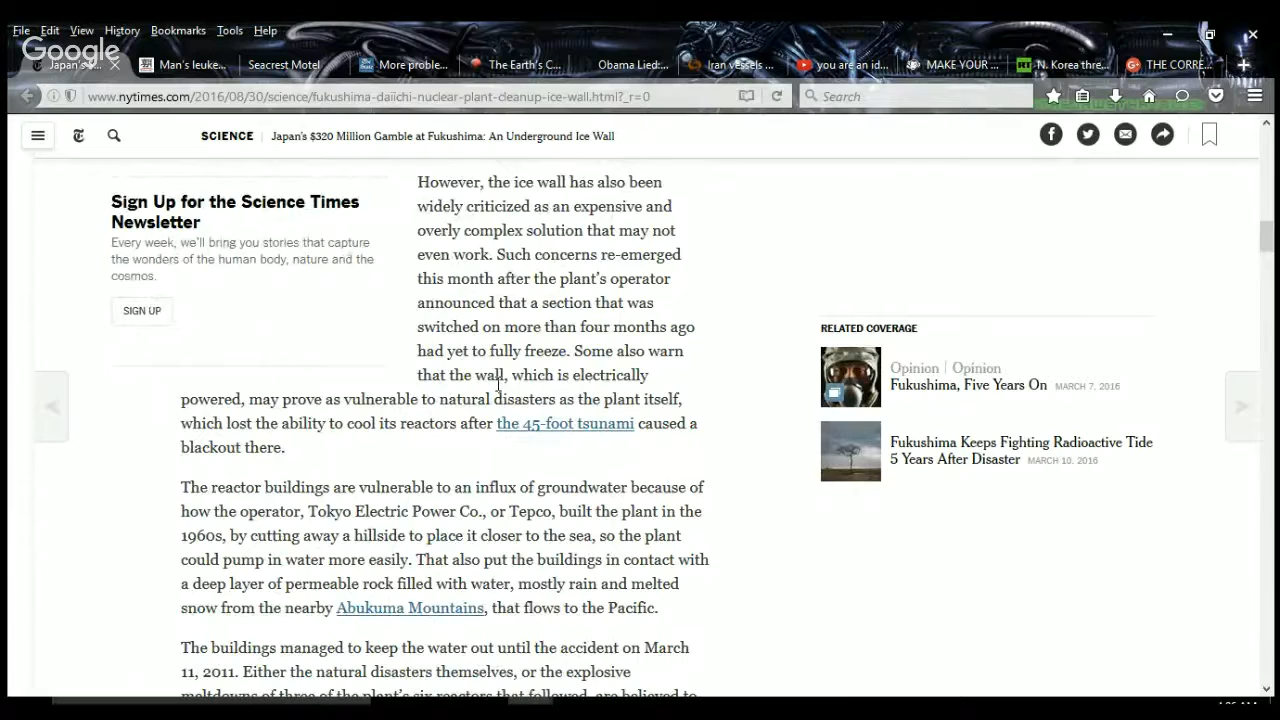 File Edit View History Bookmarks Tools Help
Google
Japan's $... Man's leuke... Seacrest Motel More proble... The Earth's C... Obama Lied:... Iran vessels ... you are an id... MAKE YOUR ... N. Korea thre... THE CORRE...
www.nytimes.com/2016/08/30/science/fukushima-daiichi-nuclear-plant-cleanup-ice-wall.html?_r=0
Search
SCIENCE | Japan's $320 Million Gamble at Fukushima: An Underground Ice Wall
Sign Up for the Science Times
Newsletter
Every week, we'll bring you stories that capture
the wonders of the human body, nature and the
cosmos.
SIGN UP
However, the ice wall has also been
widely criticized as an expensive and
overly complex solution that may not
even work. Such concerns re-emerged
this month after the plant's operator
announced that a section that was
switched on more than four months ago
had yet to fully freeze. Some also warn
that the wall, which is electrically
powered, may prove as vulnerable to natural disasters as the plant itself,
which lost the ability to cool its reactors after the 45-foot tsunami caused a
blackout there.
The reactor buildings are vulnerable to an influx of groundwater because of
how the operator, Tokyo Electric Power Co., or Tepco, built the plant in the
1960s, by cutting away a hillside to place it closer to the sea, so the plant
could pump in water more easily. That also put the buildings in contact with
a deep layer of permeable rock filled with water, mostly rain and melted
snow from the nearby Abukuma Mountains, that flows to the Pacific.
The buildings managed to keep the water out until the accident on March
11, 2011. Either the natural disasters themselves, or the explosive
meltdowns of three of the plant's six reactors that followed, are believed to
RELATED COVERAGE
Opinion | Opinion
Fukushima, Five Years On MARCH 7, 2016
Fukushima Keeps Fighting Radioactive Tide
5 Years After Disaster MARCH 10, 2016